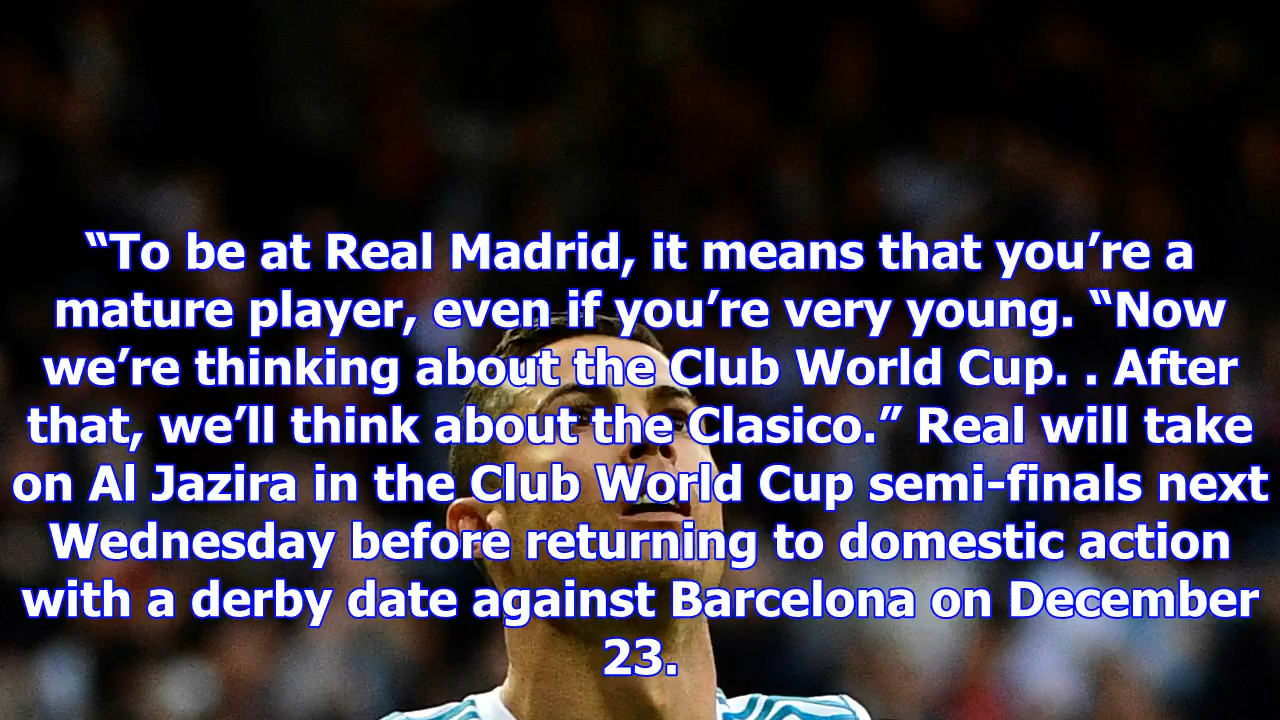 “To be at Real Madrid, it means that you’re a
mature player, even if you’re very young. “Now
we’re thinking about the Club World Cup. . After
that, we’ll think about the Clasico.” Real will take
on Al Jazira in the Club World Cup semi-finals next
Wednesday before returning to domestic action
with a derby date against Barcelona on December
23.